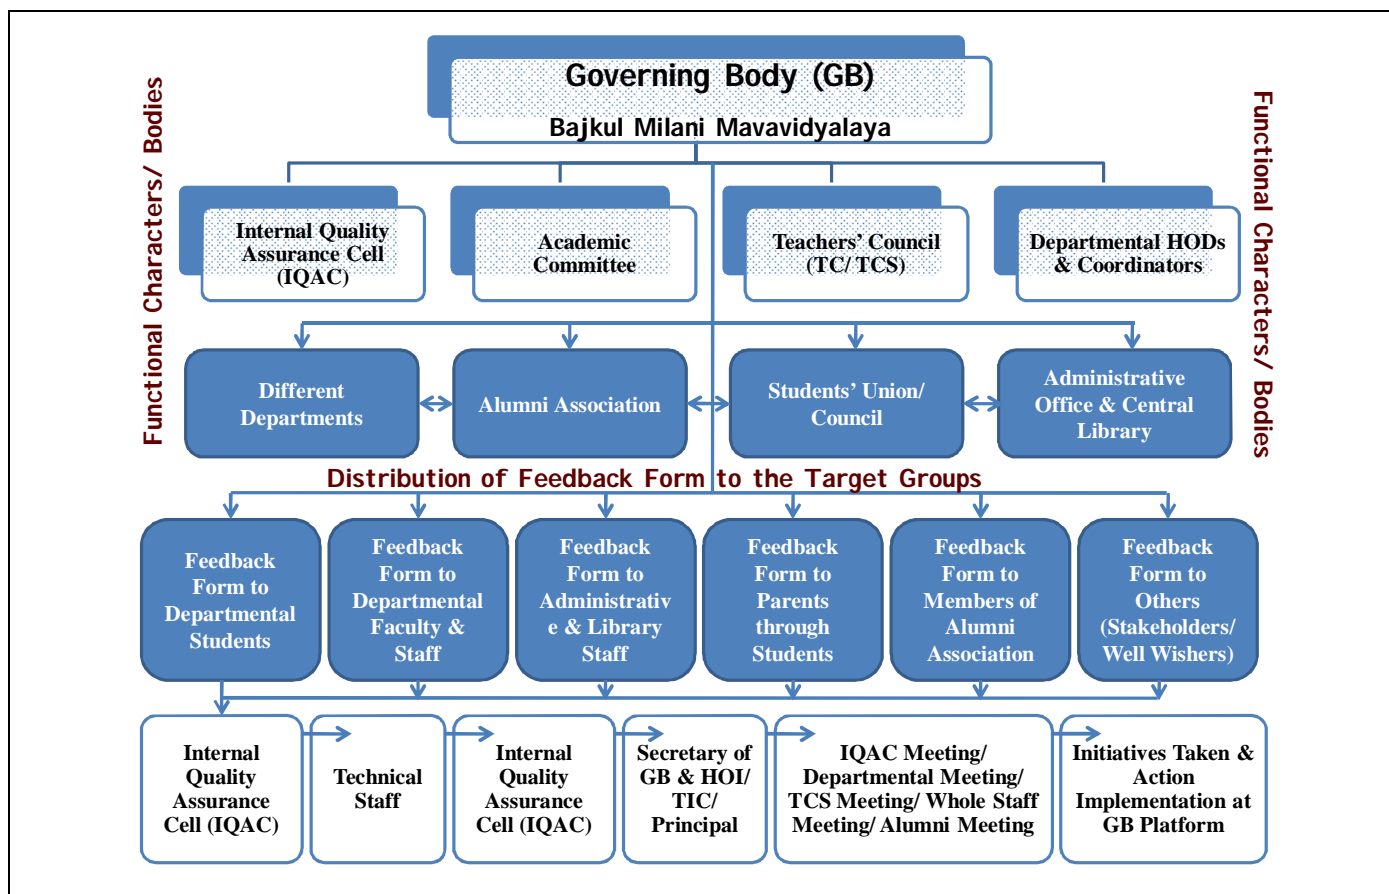 Governing Body (GB)
Bajkul Milani Mavavidyalaya
Functional Characters/ Bodies
Functional Characters/ Bodies
Internal Quality
Assurance Cell
(IQAC)
Academic
Committee
Teachers’ Council
(TC/ TCS)
Departmental HODs
& Coordinators
Different
Departments
Alumni Association
Students’ Union/
Council
Administrative
Office & Central
Library
Distribution of Feedback Form to the Target Groups
Feedback
Form to
Departmental
Students
Feedback
Form to
Departmental
Faculty &
Staff
Feedback
Form to
Administrativ
e & Library
Staff
Feedback
Form to
Parents
through
Students
Feedback
Form to
Members of
Alumni
Association
Feedback
Form to
Others
(Stakeholders/
Well Wishers)
Internal
Quality
Assurance
Cell (IQAC)
Technical
Staff
Internal
Quality
Assurance
Cell (IQAC)
Secretary of
GB & HOI/
TIC/
Principal
IQAC Meeting/
Departmental Meeting/
TCS Meeting/ Whole Staff
Meeting/ Alumni Meeting
Initiatives Taken &
Action
Implementation at
GB Platform